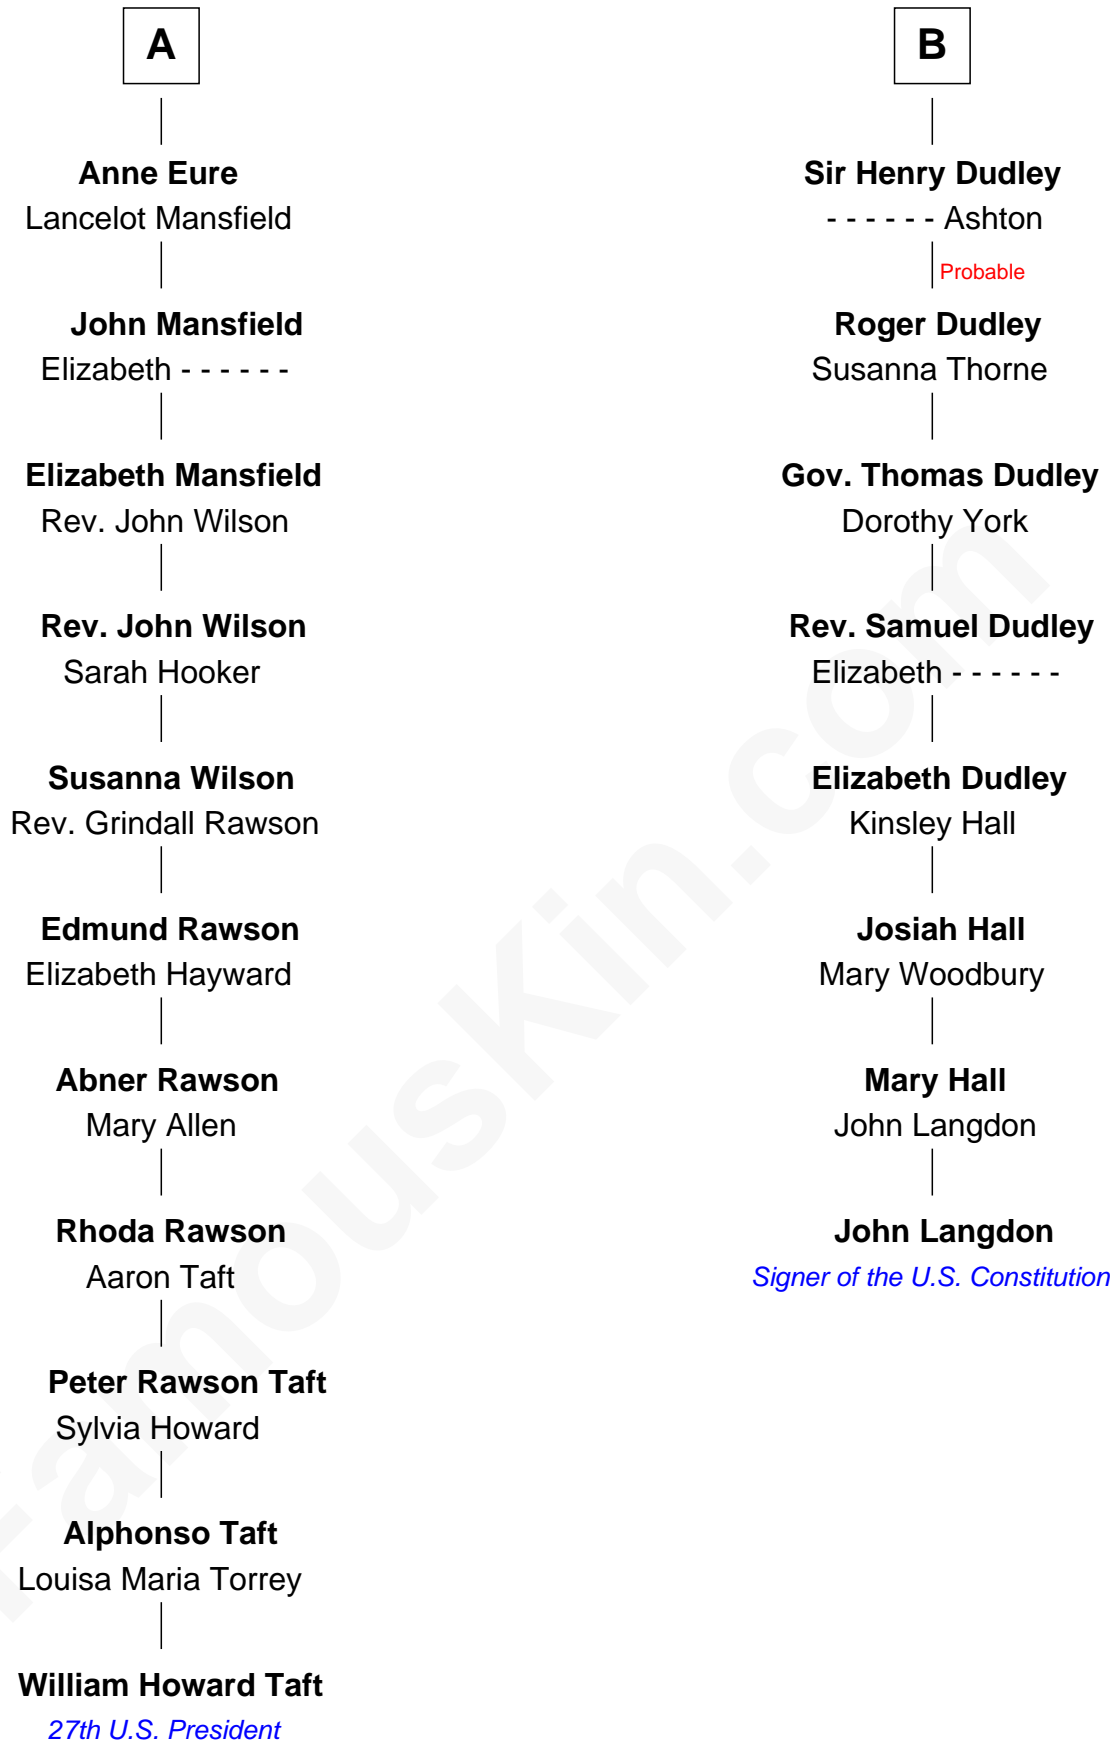 A
Anne Eure
Lancelot Mansfield
John Mansfield
Elizabeth - - - - - -
Elizabeth Mansfield
Rev. John Wilson
Rev. John Wilson
Sarah Hooker
Susanna Wilson
Rev. Grindall Rawson
Edmund Rawson
Elizabeth Hayward
Abner Rawson
Mary Allen
Rhoda Rawson
Aaron Taft
Peter Rawson Taft
Sylvia Howard
Alphonso Taft
Louisa Maria Torrey
William Howard Taft
27th U.S. President
B
Sir Henry Dudley
- - - - - - Ashton
Probable
Roger Dudley
Susanna Thorne
Gov. Thomas Dudley
Dorothy York
Rev. Samuel Dudley
Elizabeth - - - - - -
Elizabeth Dudley
Kinsley Hall
Josiah Hall
Mary Woodbury
Mary Hall
John Langdon
John Langdon
Signer of the U.S. Constitution
FamousKin.com